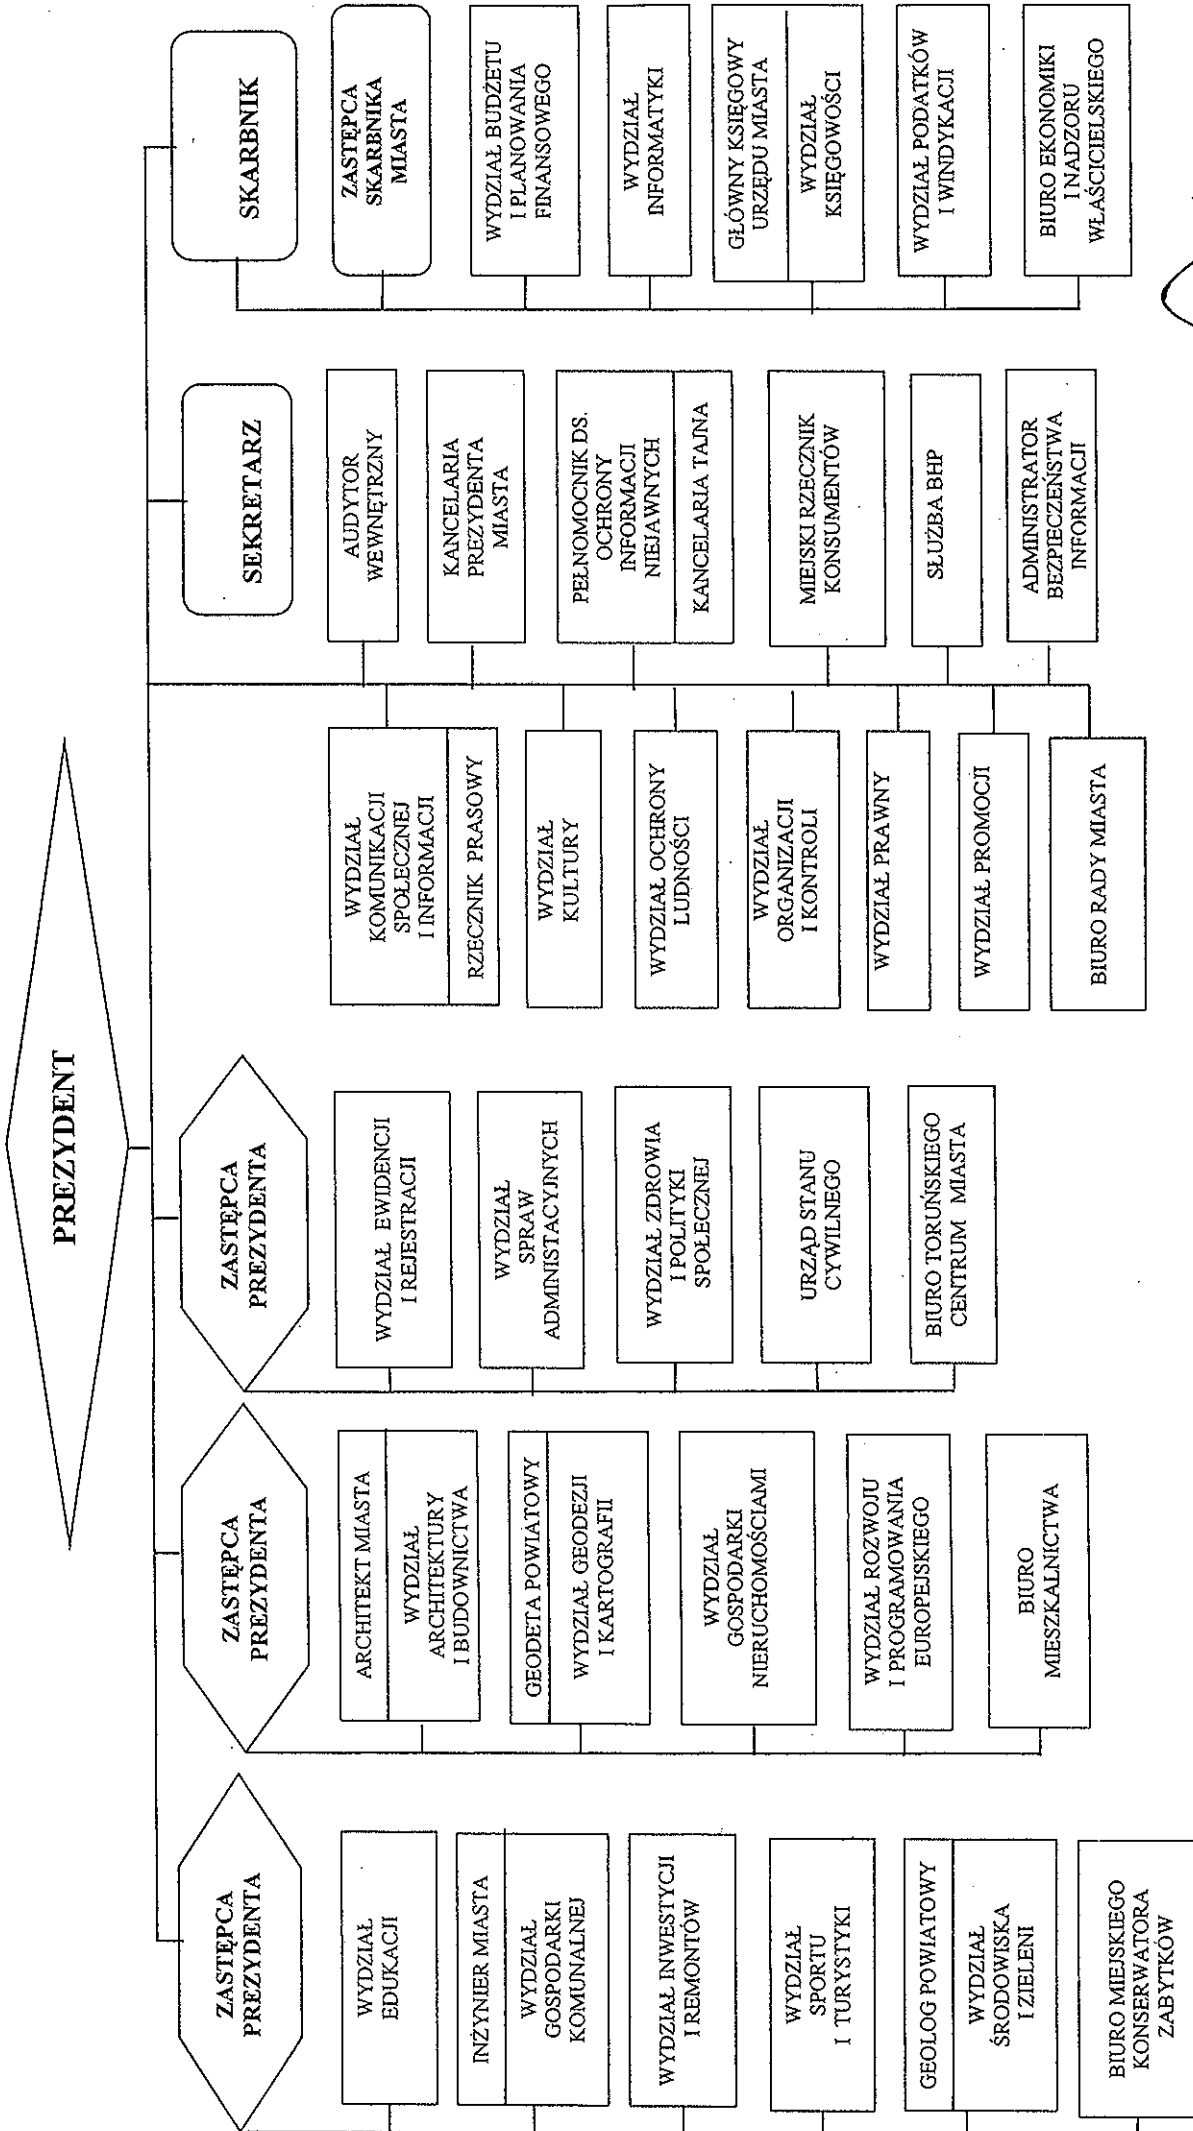 PREZYDENT
ZASTĘPCA
PREZYDENTA
WYDZIAŁ
EDUKACJI
INŻYNIER MIASTA
WYDZIAŁ
GOSPODARKI
KOMUNALNEJ
WYDZIAŁ INWESTYCJI
I REMONTÓW
WYDZIAŁ
SPORTU
I TURYSTYKI
GEOLOG POWIATOWY
WYDZIAŁ
ŚRODOWISKA
I ZIELENI
BIURO MIEJSKIEGO
KONSERWATORA
ZABYTKÓW
ZASTĘPCA
PREZYDENTA
ARCHITEKT MIASTA
WYDZIAŁ
ARCHITEKTURY
I BUDOWNICTWA
GEODETA POWIATOWY
WYDZIAŁ GEODEZJI
I KARTOGRAFII
WYDZIAŁ
GOSPODARKI
NIERUCHOMOŚCIAMI
WYDZIAŁ ROZWOJU
I PROGRAMOWANIA
EUROPEJSKIEGO
BIURO
MIESZKALNICTWA
ZASTĘPCA
PREZYDENTA
WYDZIAŁ EWIDENCJI
I REJESTRACJI
WYDZIAŁ
SPRAW
ADMINISTACYJNYCH
WYDZIAŁ ZDROWIA
I POLITYKI
SPOŁECZNEJ
URZĄD STANU
CYWILNEGO
BIURO TORUŃSKIEGO
CENTRUM MIASTA
WYDZIAŁ
KOMUNIKACJI
SPOŁECZNEJ
I INFORMACJI
RZECZNIK PRASOWY
WYDZIAŁ
KULTURY
WYDZIAŁ OCHRONY
LUDNOŚCI
WYDZIAŁ
ORGANIZACJI
I KONTROLI
WYDZIAŁ PRAWNY
WYDZIAŁ PROMOCJI
BIURO RADY MIASTA
SEKRETARZ
AUDYTOR
WEWNĘTRZNY
KANCELARIA
PREZYDENTA
MIASTA
PEŁNOMOCNIK DS.
OCHRONY
INFORMACJI
NIEJAWNYCH
KANCELARIA TAJNA
MIEJSKI RZECZNIK
KONSUMENTÓW
SŁUŻBA BHP
ADMINISTRATOR
BEZPIECZEŃSTWA
INFORMACJI
SKARBNIK
ZASTĘPCA
SKARBNIKA
MIASTA
WYDZIAŁ BUDŻETU
I PLANOWANIA
FINANSOWEGO
WYDZIAŁ
INFORMATYKI
GŁÓWNY KSIĘGOWY
URZĘDU MIASTA
WYDZIAŁ
KSIĘGOWOŚCI
WYDZIAŁ PODATKÓW
I WINDYKACJI
BIURO EKONOMIKI
I NADZORU
WŁAŚCICIELSKIEGO